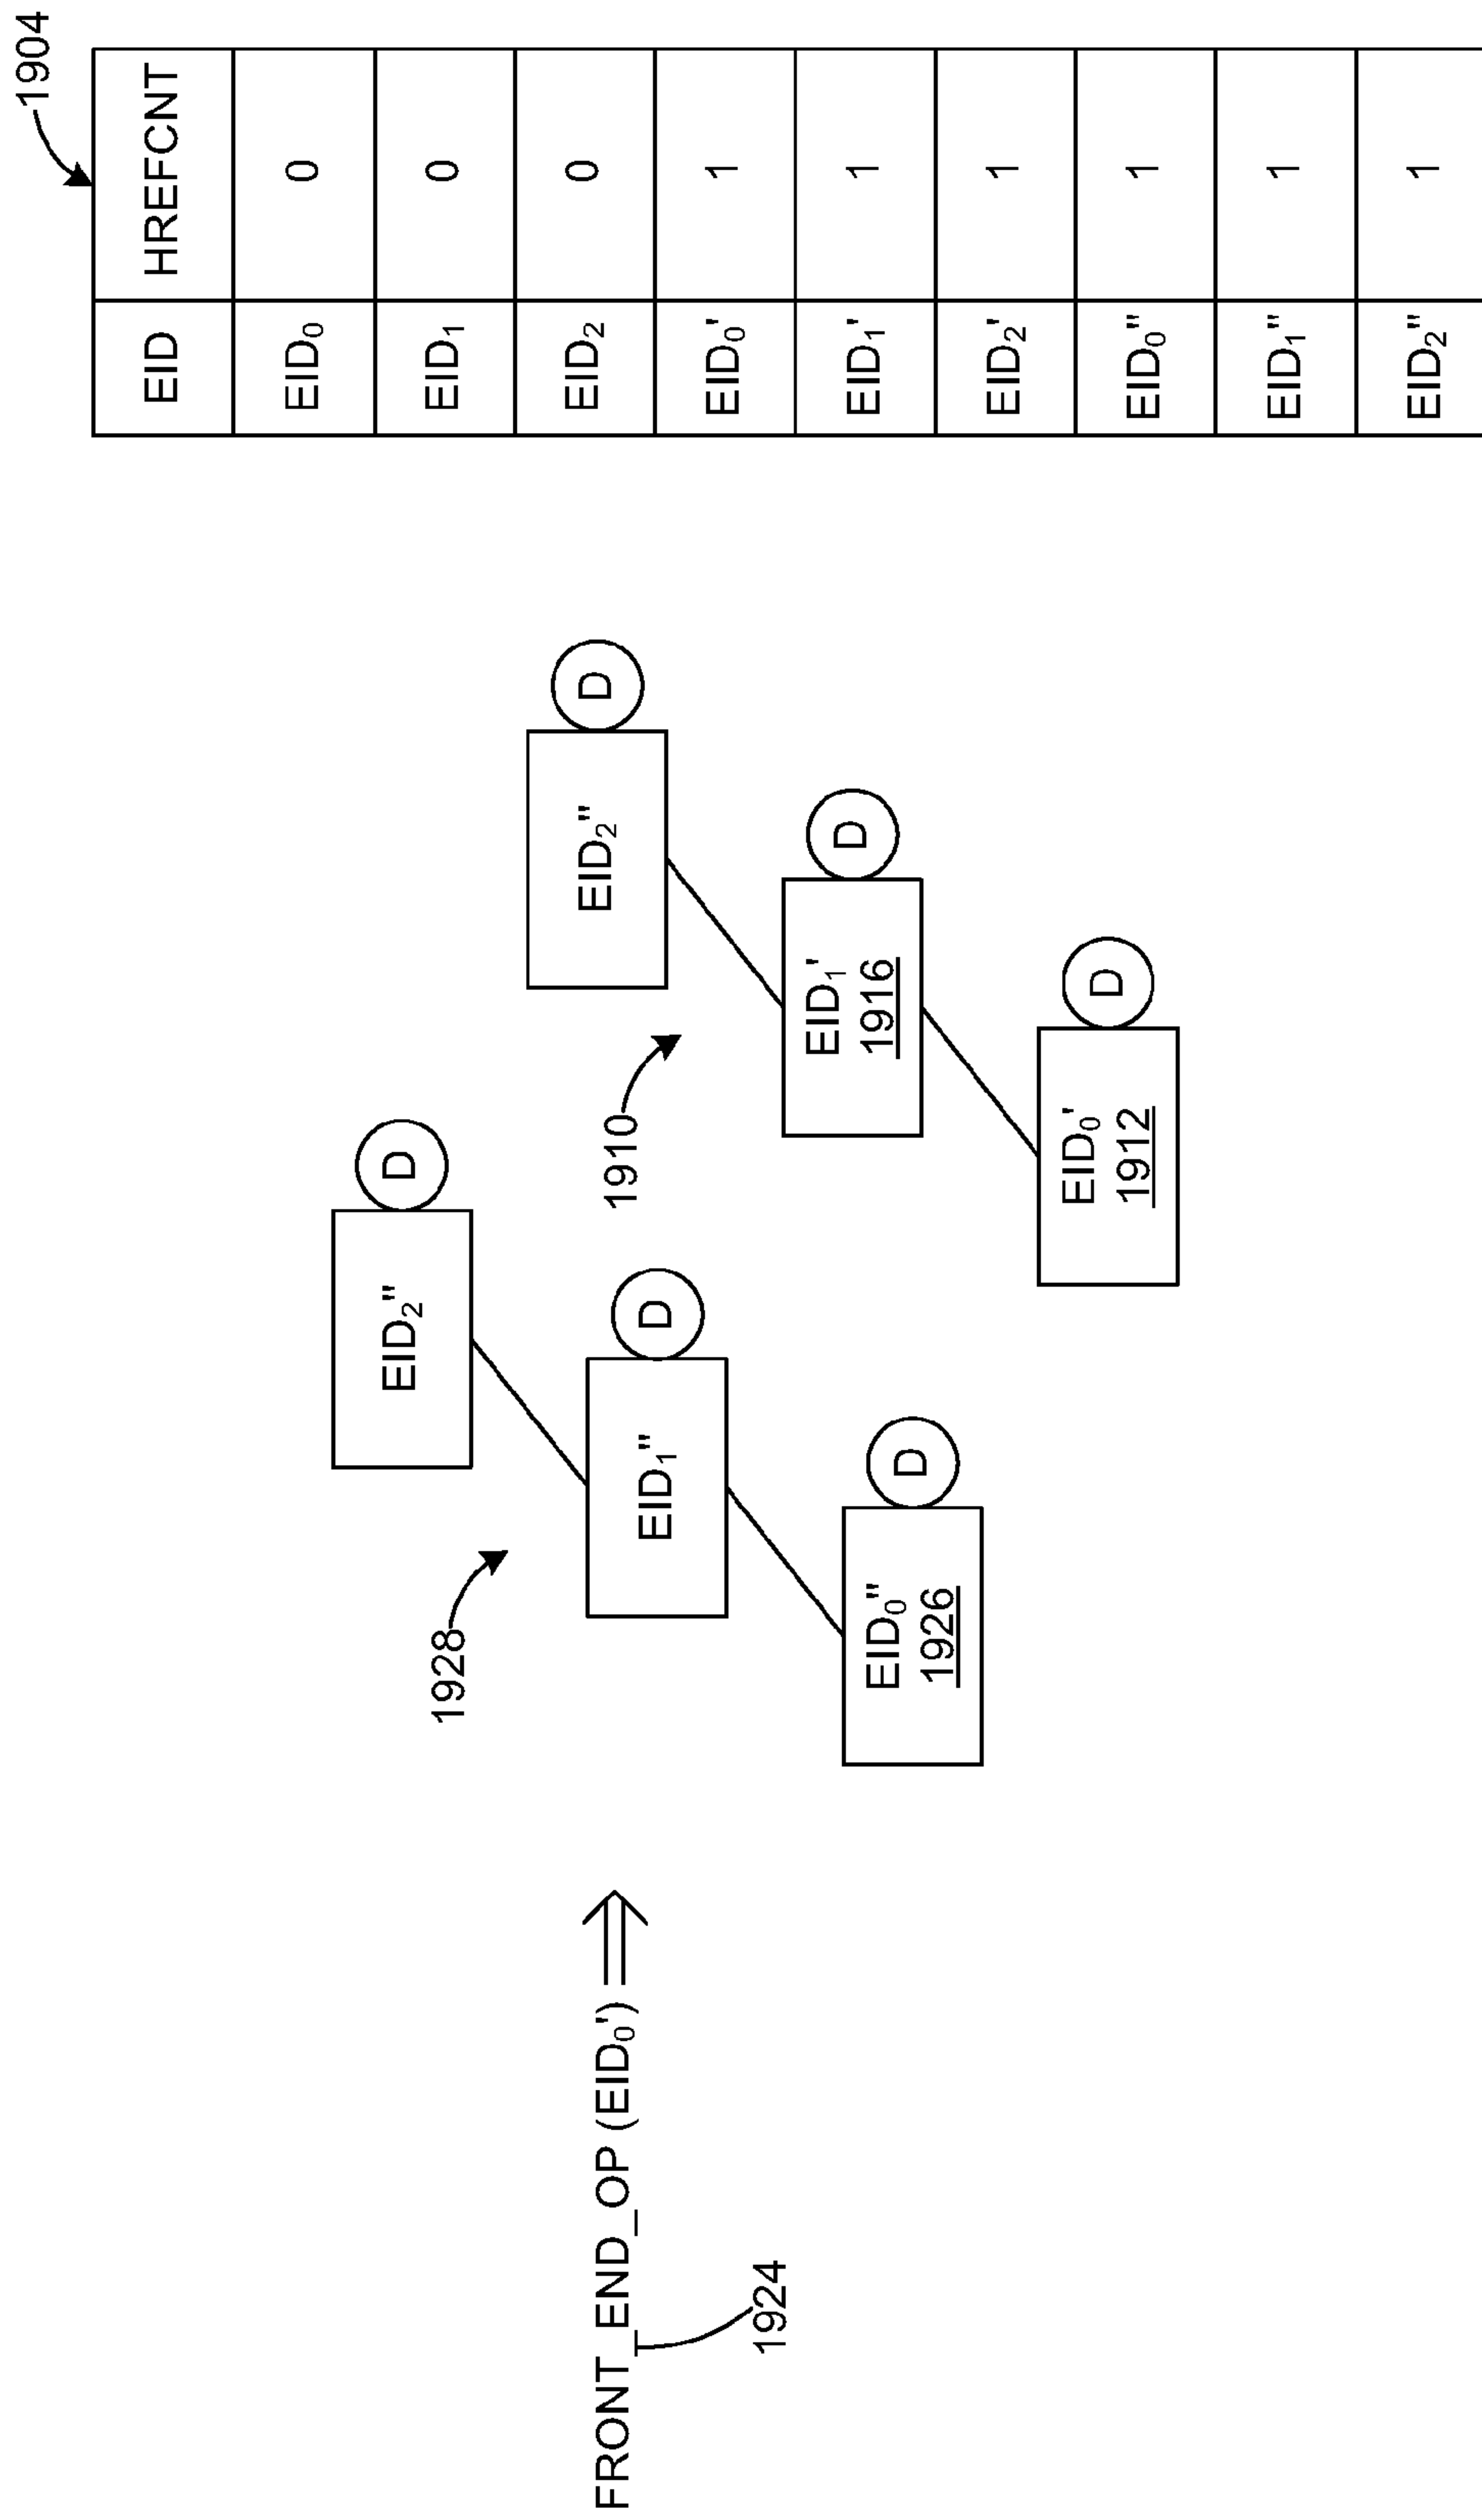 1904
EID HREFCNT
EID₀ 0
EID₁ 0
EID₂ 0
EID₀' 1
EID₁' 1
EID₂' 1
EID₀" 1
EID₁" 1
EID₂" 1
FRONT_END_OP (EID₀')
1924
1928
EID₂"
D
EID₁"
D
EID₀"
1926
D
1910
EID₂"
D
EID₁'
1916
D
EID₀'
1912
D